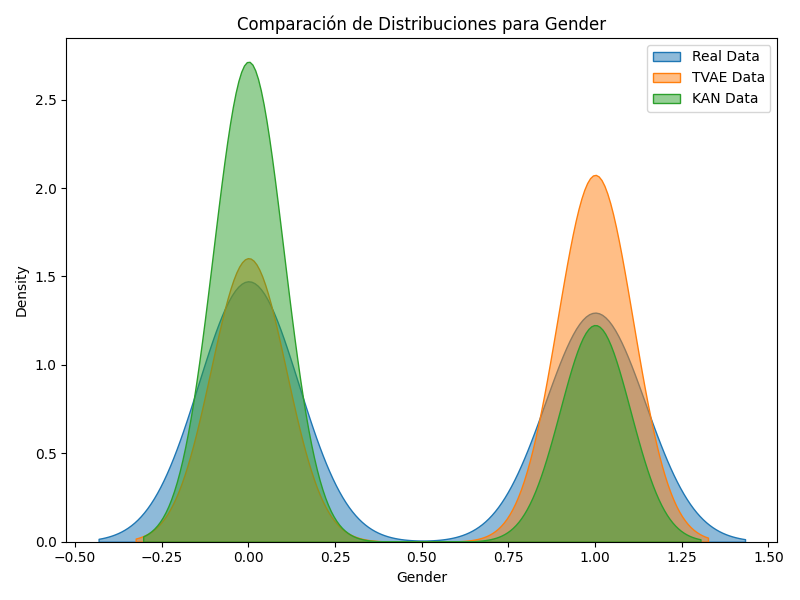 Comparación de Distribuciones para Gender
Real Data
TVAE Data
KAN Data
Density
2.5
2.0
1.5
1.0
0.5
0.0
−0.50 −0.25 0.00 0.25 0.50 0.75 1.00 1.25 1.50
Gender